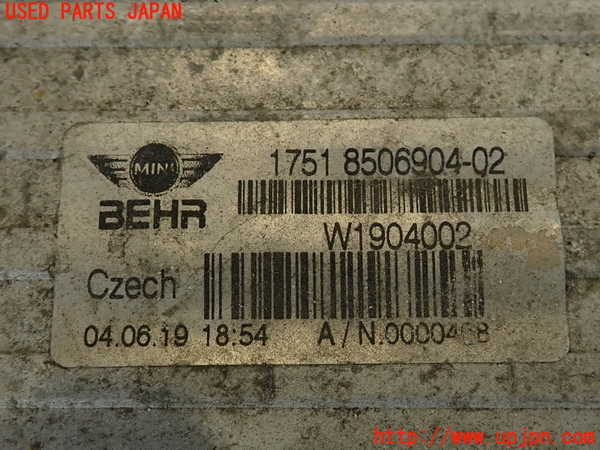 USED PARTS JAPAN
MINI
1751 8506904-02
BEHR
W1904002
Czech
04.06.19 18:54 A/N.0000468
http://www.upjpn.com/